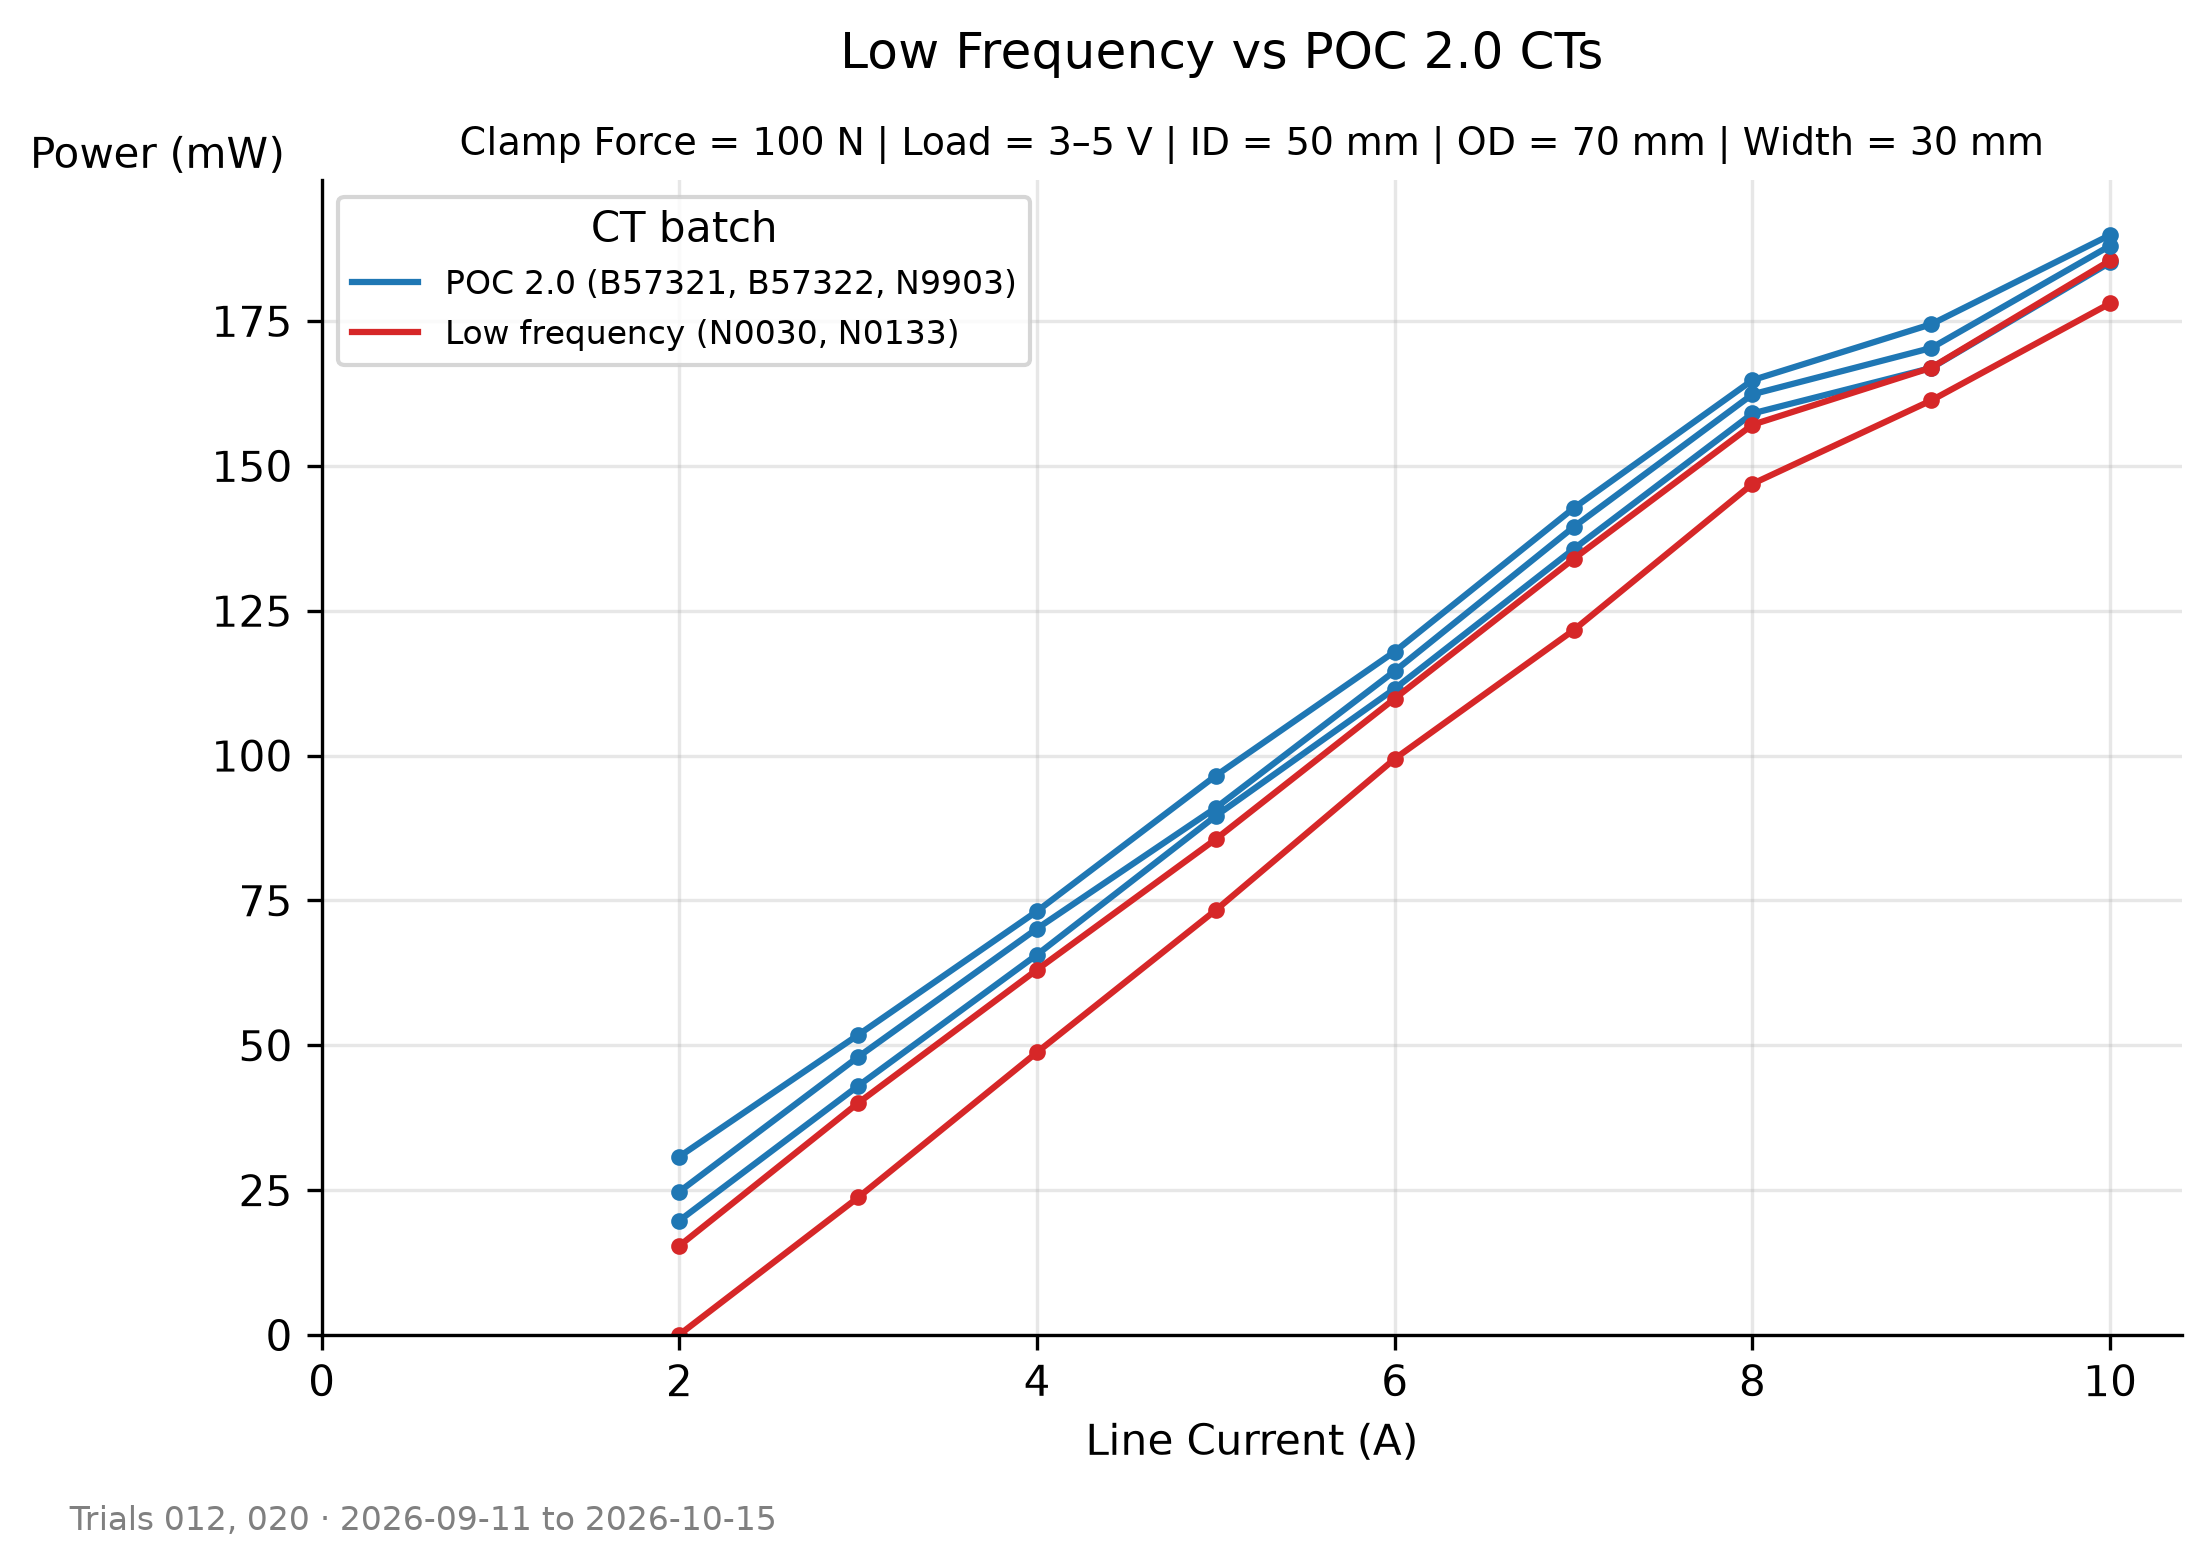 Low Frequency vs POC 2.0 CTs
Power (mW)
Clamp Force = 100 N | Load = 3–5 V | ID = 50 mm | OD = 70 mm | Width = 30 mm
CT batch
POC 2.0 (B57321, B57322, N9903)
Low frequency (N0030, N0133)
175
150
125
100
75
50
25
0
0 2 4 6 8 10
Line Current (A)
Trials 012, 020 · 2026-09-11 to 2026-10-15